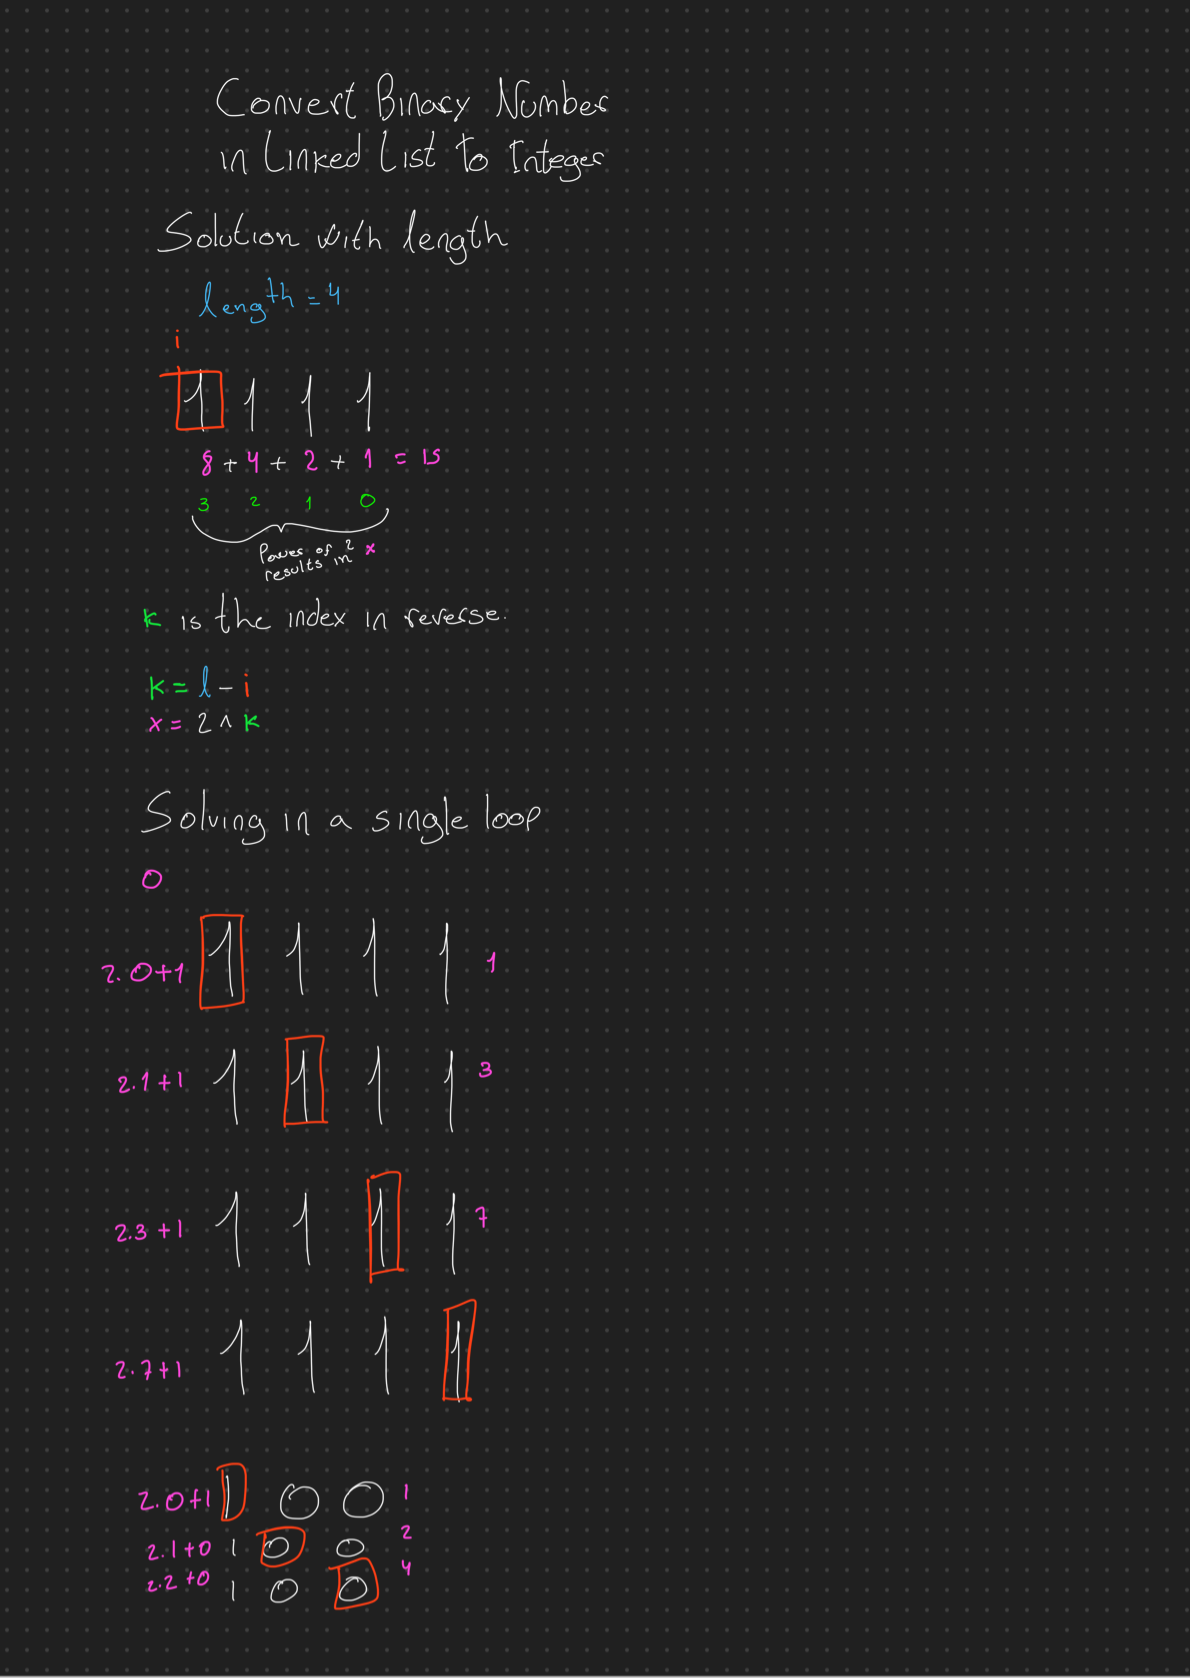 Convert Binary Number
in Linked List to Integer
Solution with length
length = 4
i
1 1 1 1
8 + 4 + 2 + 1 = 15
3 2 1 0
Power of 2
results in x
k is the index in reverse.
k = l - i
x = 2 ^ k
Solving in a single loop
0
2.0+1 1 1 1 1 1
2.1+1 1 1 1 1 3
2.3+1 1 1 1 1 7
2.7+1 1 1 1 1
2.0+1 1 0 0 1
2.1+0 1 0 0 2
2.2+0 1 0 0 4